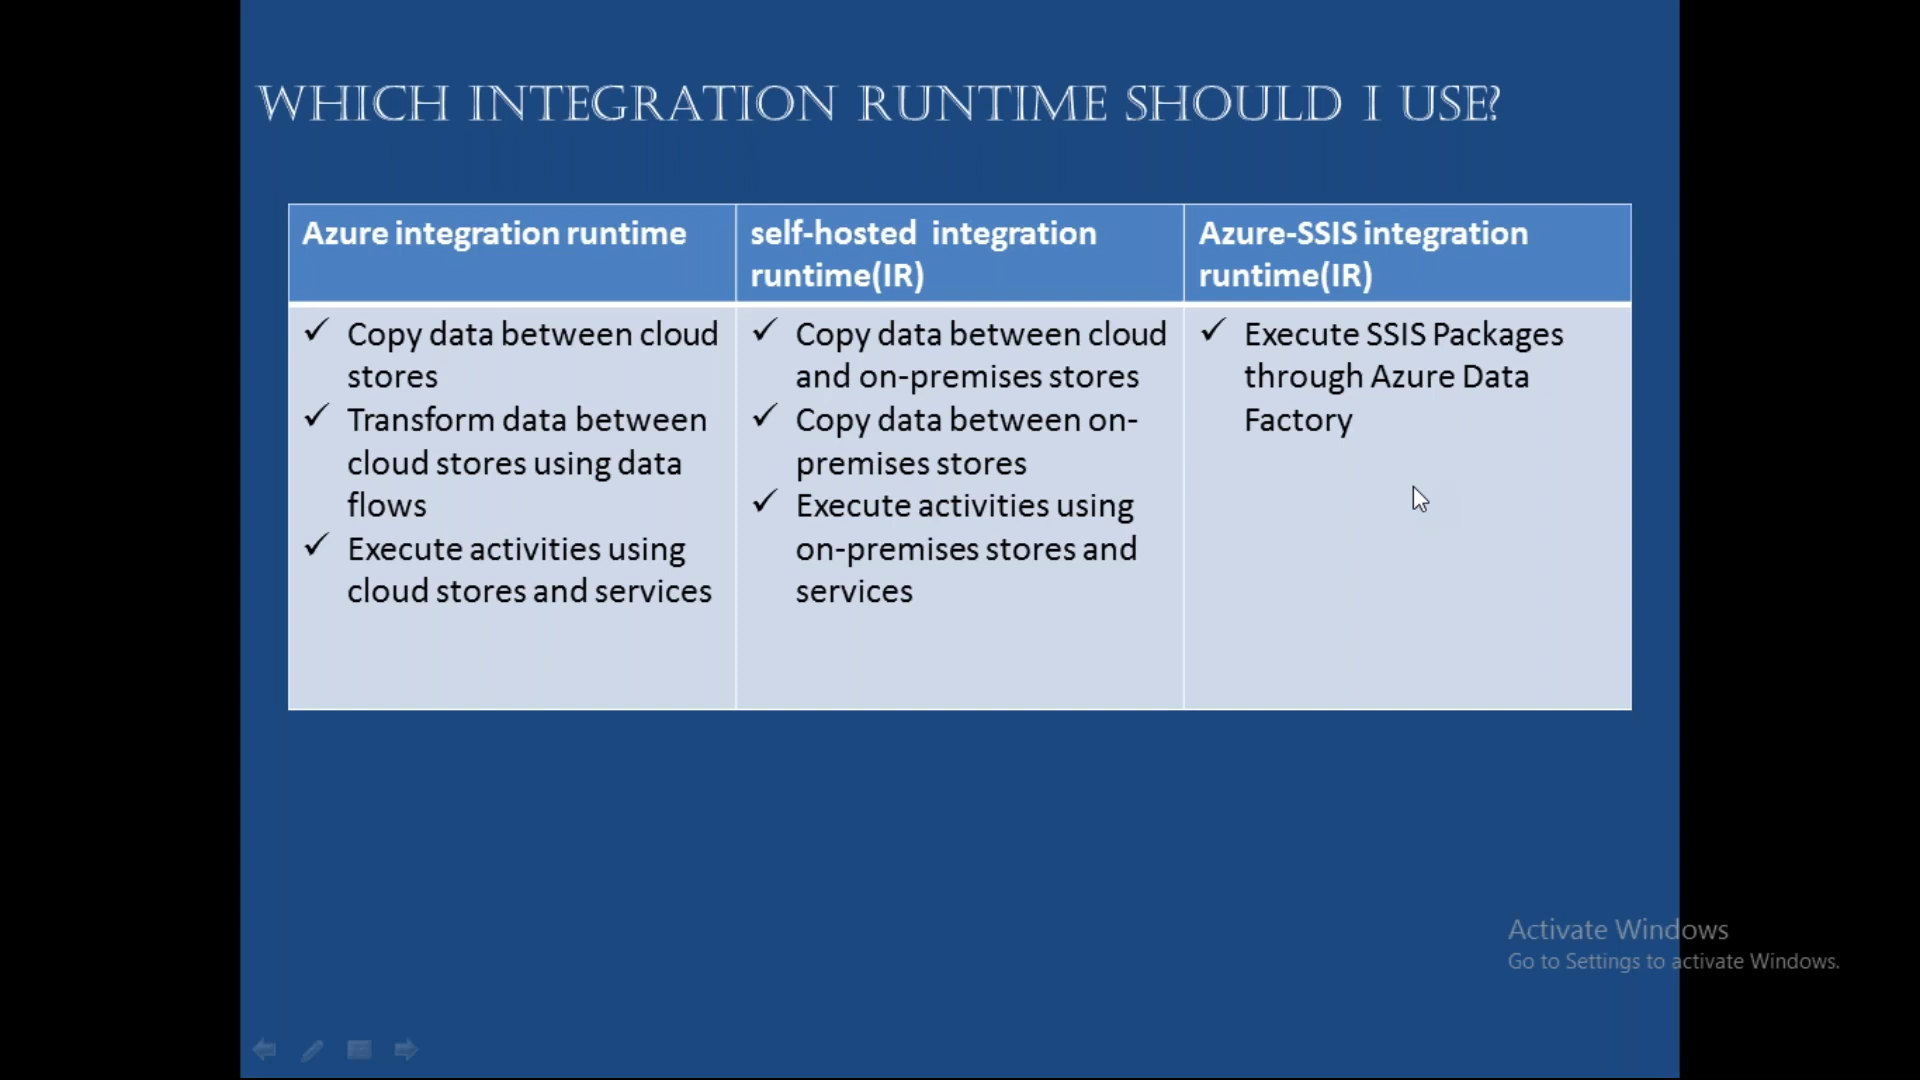 WHICH INTEGRATION RUNTIME SHOULD I USE?
Azure integration runtime
✓ Copy data between cloud
stores
✓ Transform data between
cloud stores using data
flows
✓ Execute activities using
cloud stores and services
self-hosted integration
runtime(IR)
✓ Copy data between cloud
and on-premises stores
✓ Copy data between on-
premises stores
✓ Execute activities using
on-premises stores and
services
Azure-SSIS integration
runtime(IR)
✓ Execute SSIS Packages
through Azure Data
Factory
Activate Windows
Go to Settings to activate Windows.